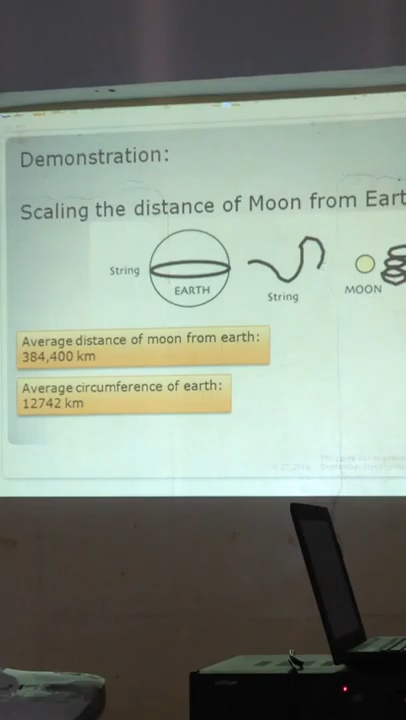 Demonstration:
Scaling the distance of Moon from Eart
String
EARTH
String
MOON
Average distance of moon from earth:
384,400 km
Average circumference of earth:
12742 km